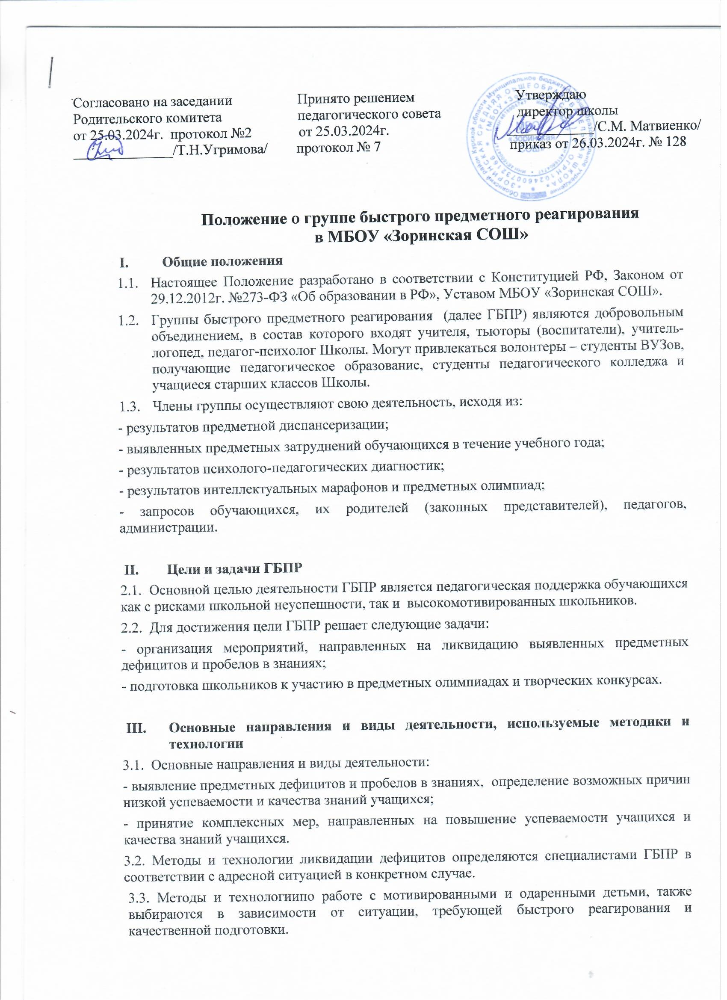 Согласовано на заседании
Родительского комитета
от 25.03.2024г. протокол №2
/Т.Н.Угримова/
Принято решением
педагогического совета
от 25.03.2024г.
протокол № 7
Утверждаю
директор школы
/С.М. Матвиенко/
приказ от 26.03.2024г. № 128
Положение о группе быстрого предметного реагирования
в МБОУ «Зоринская СОШ»
I. Общие положения
1.1. Настоящее Положение разработано в соответствии с Конституцией РФ, Законом от
29.12.2012г. №273-ФЗ «Об образовании в РФ», Уставом МБОУ «Зоринская СОШ».
1.2. Группы быстрого предметного реагирования (далее ГБПР) являются добровольным
объединением, в состав которого входят учителя, тьюторы (воспитатели), учитель-
логопед, педагог-психолог Школы. Могут привлекаться волонтеры – студенты ВУЗов,
получающие педагогическое образование, студенты педагогического колледжа и
учащиеся старших классов Школы.
1.3. Члены группы осуществляют свою деятельность, исходя из:
- результатов предметной диспансеризации;
- выявленных предметных затруднений обучающихся в течение учебного года;
- результатов психолого-педагогических диагностик;
- результатов интеллектуальных марафонов и предметных олимпиад;
- запросов обучающихся, их родителей (законных представителей), педагогов,
администрации.
II. Цели и задачи ГБПР
2.1. Основной целью деятельности ГБПР является педагогическая поддержка обучающихся
как с рисками школьной неуспешности, так и высокомотивированных школьников.
2.2. Для достижения цели ГБПР решает следующие задачи:
- организация мероприятий, направленных на ликвидацию выявленных предметных
дефицитов и пробелов в знаниях;
- подготовка школьников к участию в предметных олимпиадах и творческих конкурсах.
III. Основные направления и виды деятельности, используемые методики и
технологии
3.1. Основные направления и виды деятельности:
- выявление предметных дефицитов и пробелов в знаниях, определение возможных причин
низкой успеваемости и качества знаний учащихся;
- принятие комплексных мер, направленных на повышение успеваемости учащихся и
качества знаний учащихся.
3.2. Методы и технологии ликвидации дефицитов определяются специалистами ГБПР в
соответствии с адресной ситуацией в конкретном случае.
3.3. Методы и технологиипо работе с мотивированными и одаренными детьми, также
выбираются в зависимости от ситуации, требующей быстрого реагирования и
качественной подготовки.